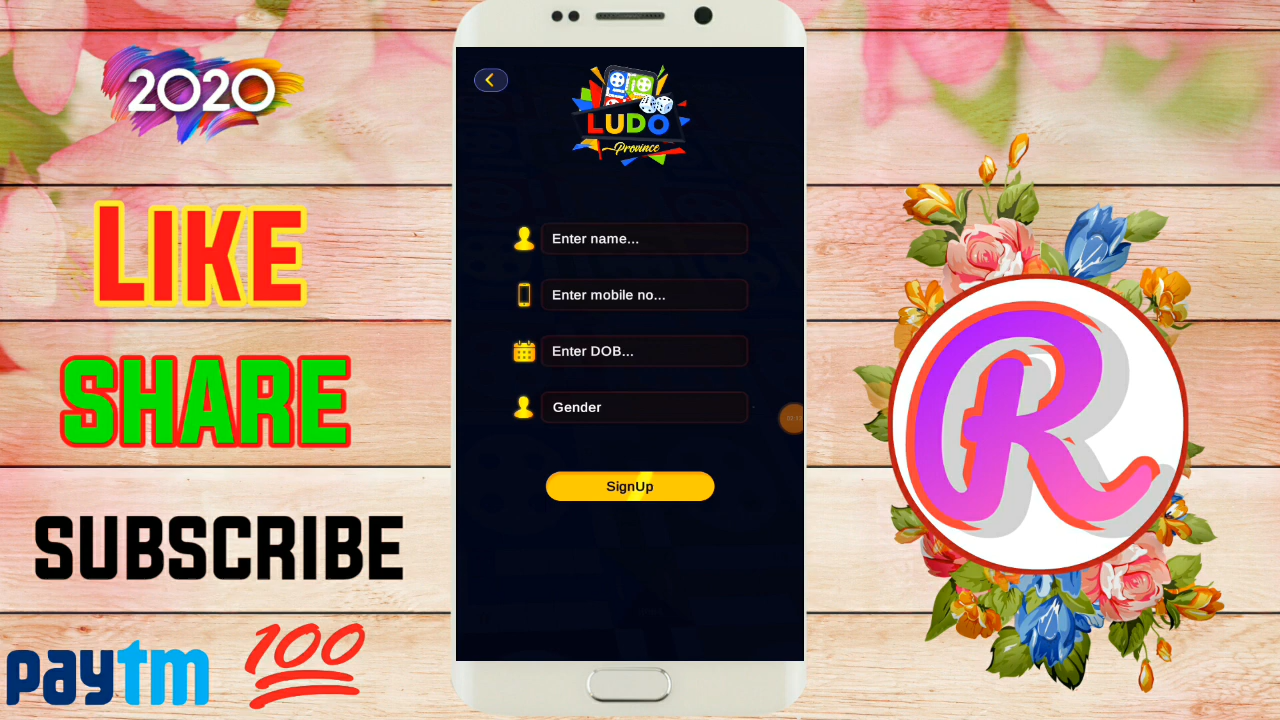 2020
LIKE
SHARE
SUBSCRIBE
paytm
100
LUDO
Province
Enter name...
Enter mobile no...
Enter DOB...
Gender
SignUp
R